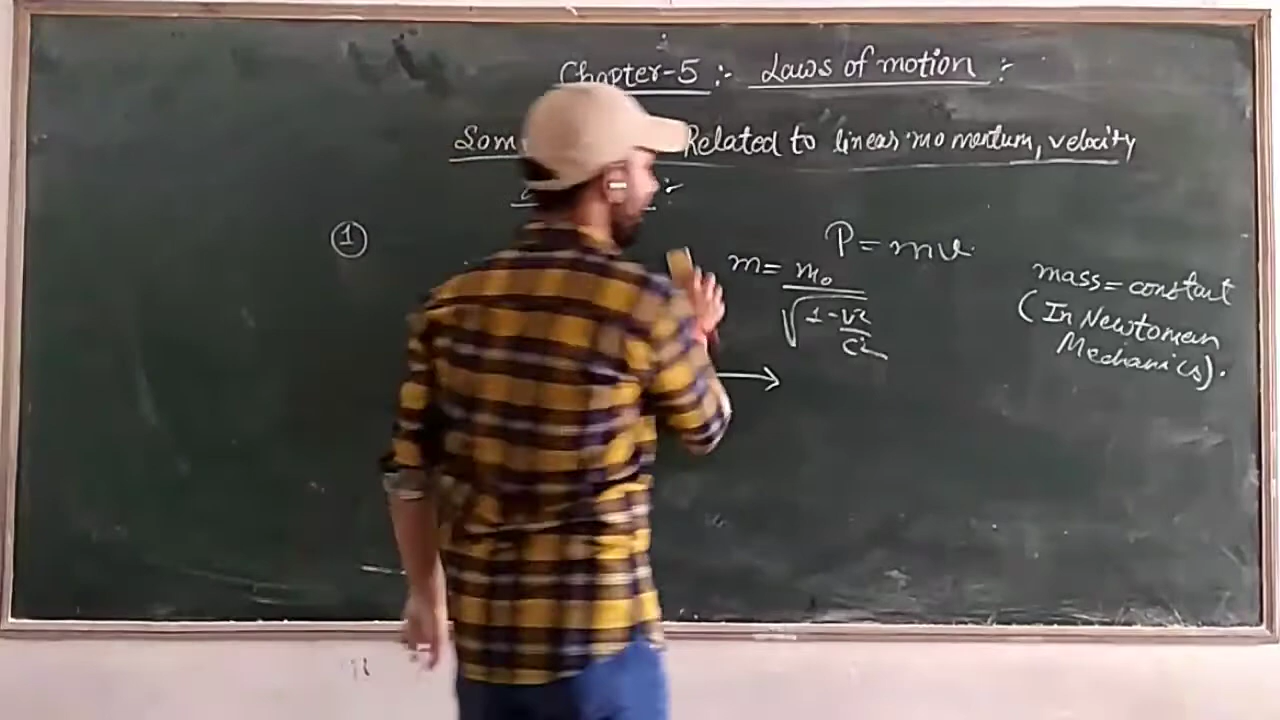 Chapter-5 :- Laws of motion :-
Related to linear momentum, velocity
:-
①
P = mv
m = m₀ / √(1 - v²/c²)
mass = constant
(In Newtonian
Mechanics).